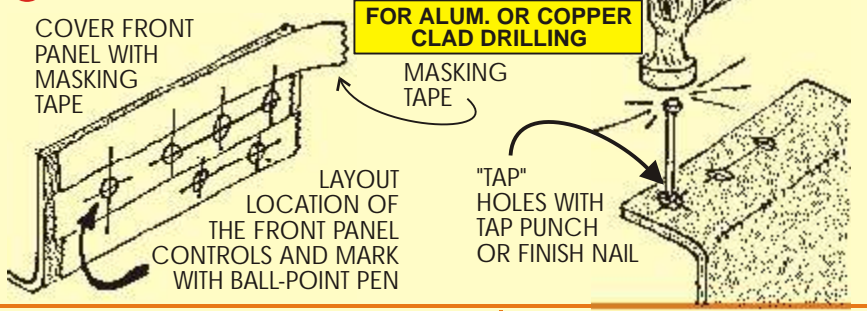 COVER FRONT
PANEL WITH
MASKING
TAPE
FOR ALUM. OR COPPER
CLAD DRILLING
MASKING
TAPE
LAYOUT
LOCATION OF
THE FRONT PANEL
CONTROLS AND MARK
WITH BALL-POINT PEN
"TAP"
HOLES WITH
TAP PUNCH
OR FINISH NAIL